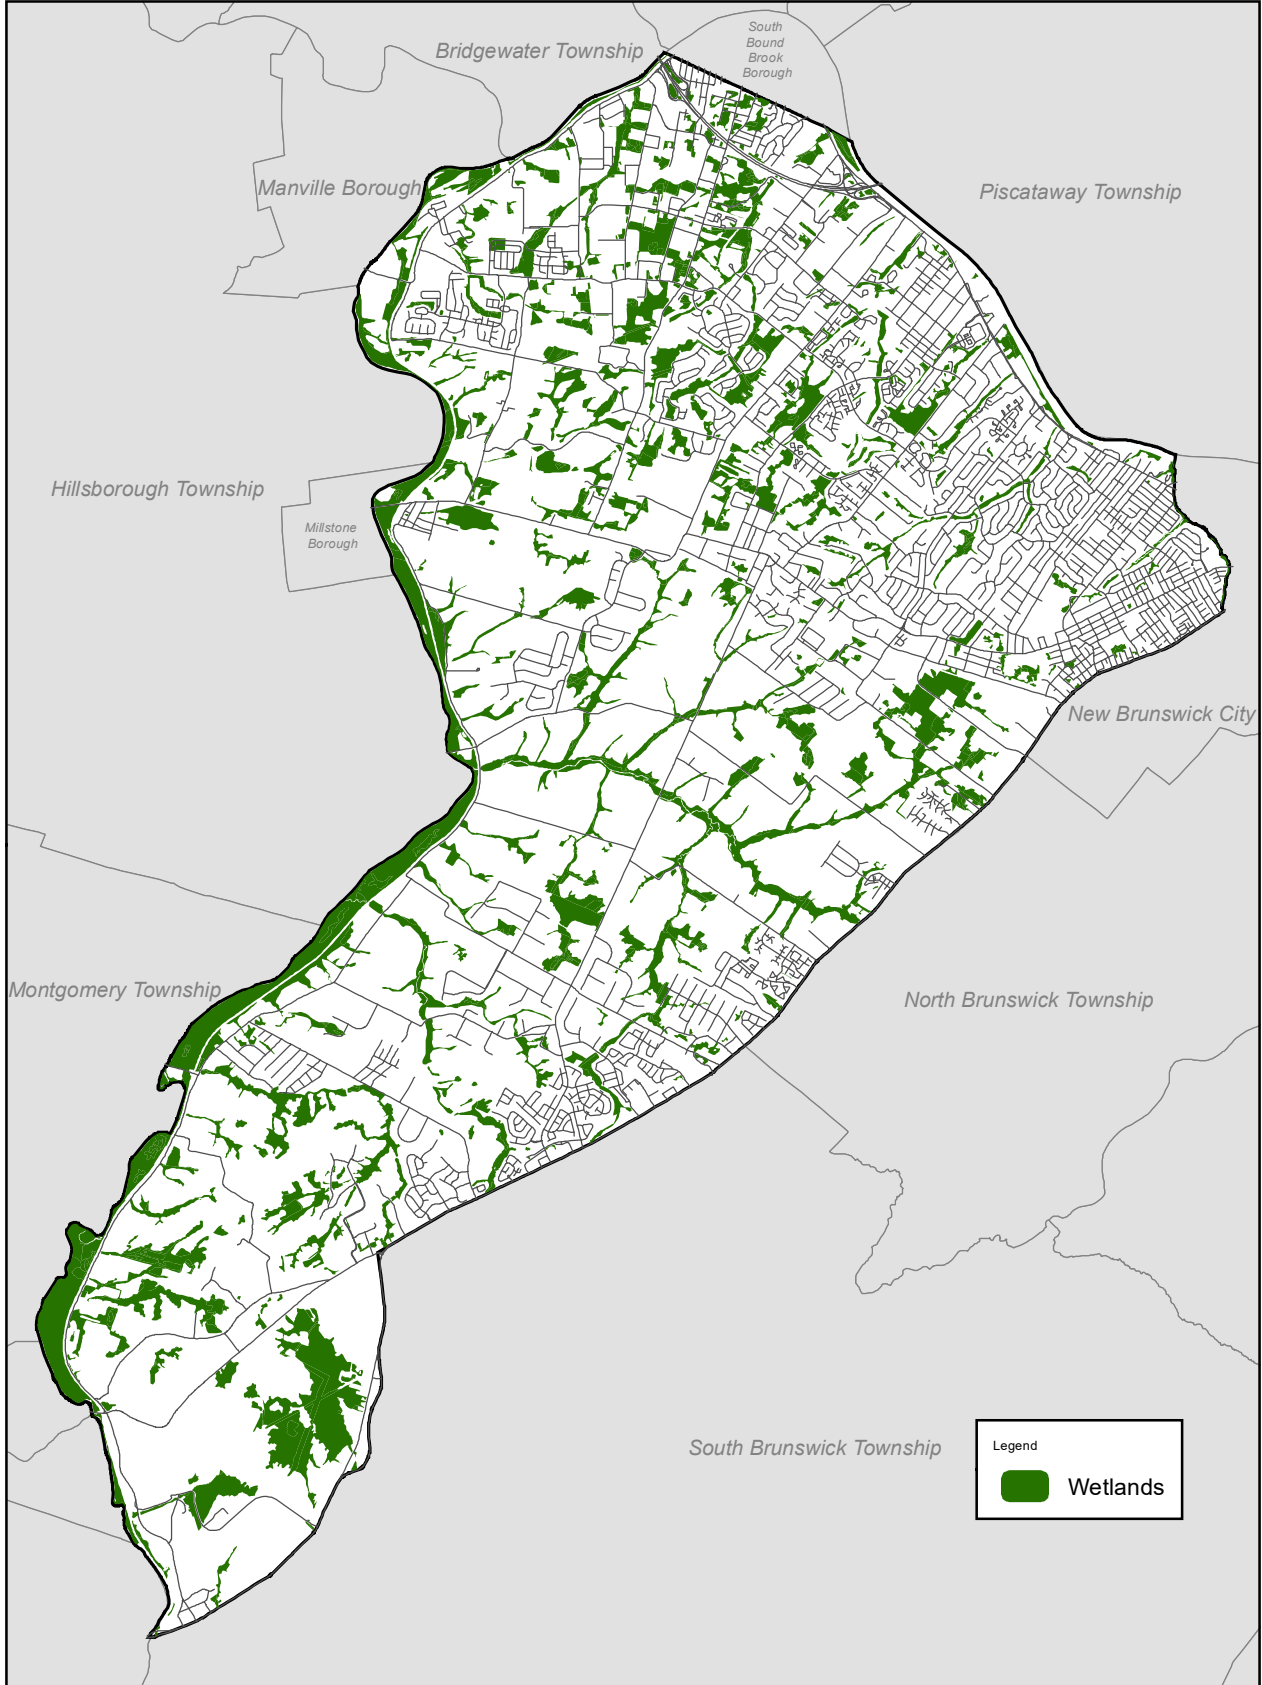 South
Bound
Brook
Borough
Bridgewater Township
Manville Borough
Piscataway Township
Hillsborough Township
Millstone
Borough
New Brunswick City
Montgomery Township
North Brunswick Township
South Brunswick Township
Legend
Wetlands